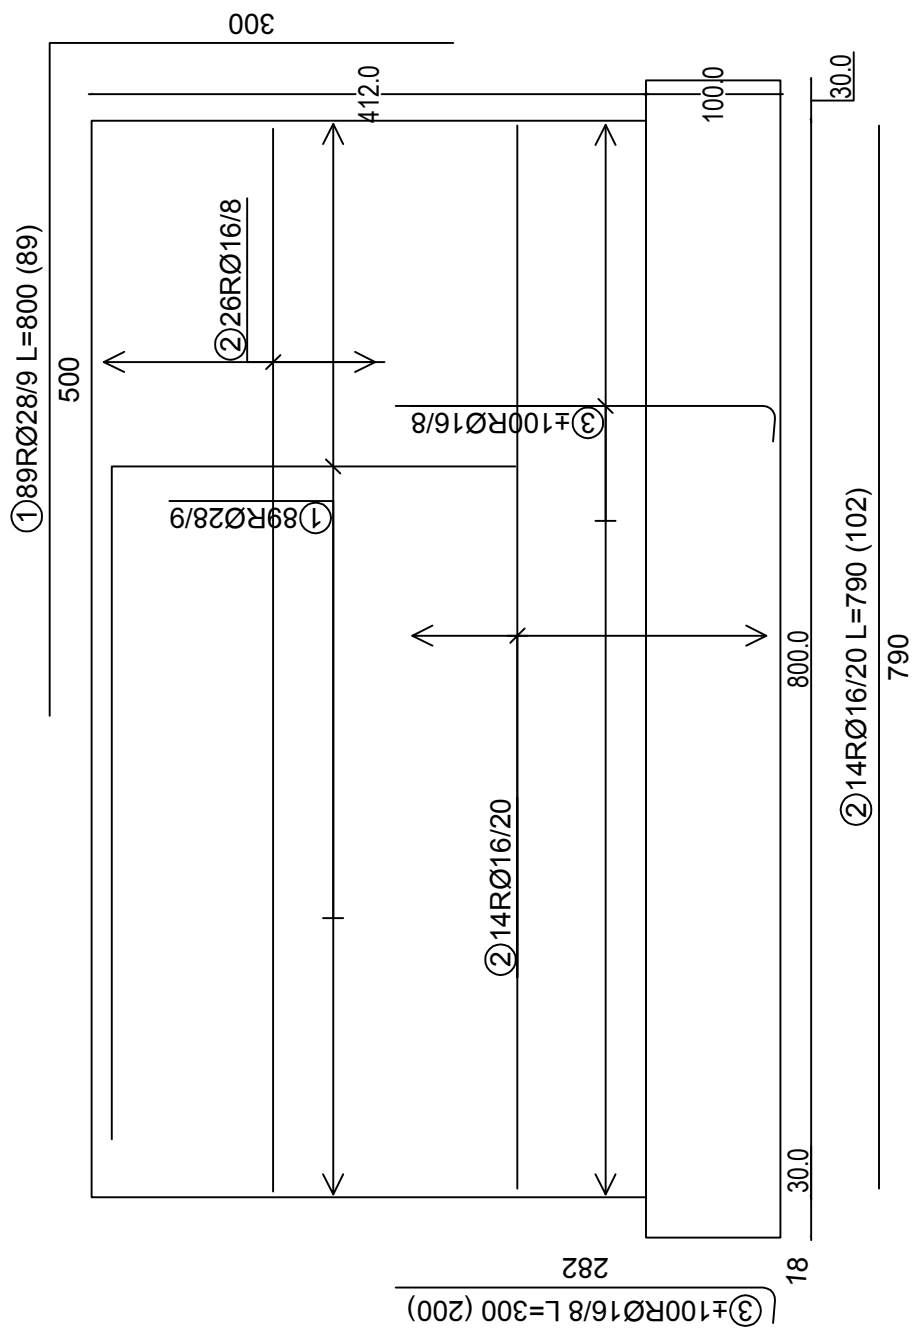 300
①89RØ28/9 L=800 (89)
500
412.0
100.0
30.0
②26RØ16/8
③±100RØ16/8
①89RØ28/9
②14RØ16/20
800.0
②14RØ16/20 L=790 (102)
790
30.0
18
282
③±100RØ16/8 L=300 (200)